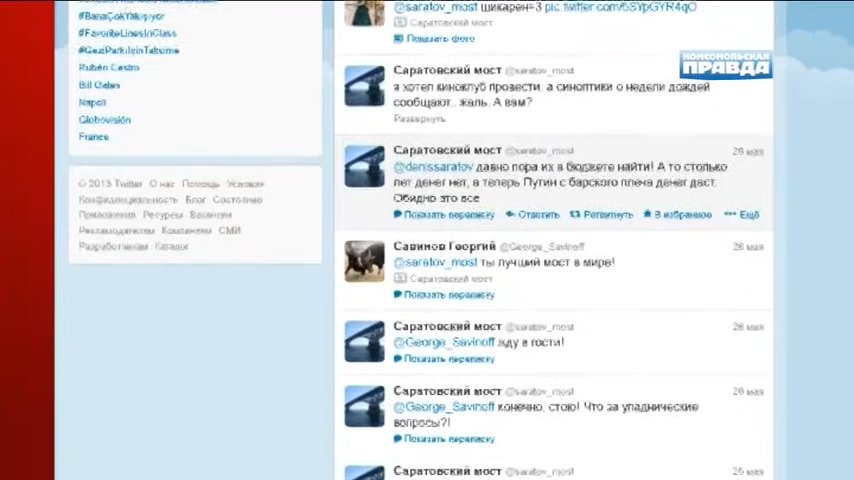 #BanaÇokYakışıyor
#FavoriteLinesInClass
#GeziParkıIcinTahrome
Rubén Castro
Bill Gates
Napoli
Globovisión
France
© 2013 Twitter О нас Помощь Условия
Конфиденциальность Блог Состояние
Приложения Ресурсы Вакансии
Рекламодателям Компаниям СМИ
Разработчикам Каталог
@saratov_most шикарен=3 pic.twitter.com/
Саратовский мост
Показать фото
КОМСОМОЛЬСКАЯ
ПРАВДА
Саратовский мост @saratov_most
я хотел киноклуб провести, а синоптики о недели дождей
сообщают.. жаль. А вам?
Развернуть
Саратовский мост @saratov_most 26 мая
@denissaratov давно пора их в бюджете найти! А то столько
лет денег нет, а теперь Путин с барского плеча денег даст.
Обидно это все
Показать переписку Ответить Ретвитнуть В избранное Ещё
Савинов Георгий @George_Savinoff 26 мая
@saratov_most ты лучший мост в мире!
Саратовский мост
Показать переписку
Саратовский мост @saratov_most 26 мая
@George_Savinoff жду в гости!
Показать переписку
Саратовский мост @saratov_most 26 мая
@George_Savinoff конечно, стою! Что за упаднические
вопросы?!
Показать переписку
Саратовский мост @saratov_most 26 мая